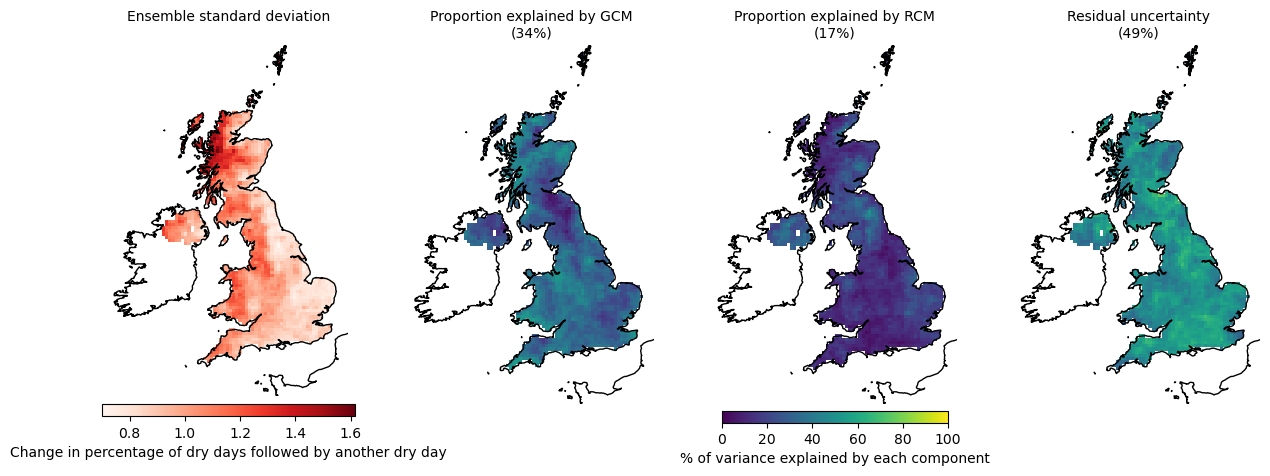 Ensemble standard deviation
Proportion explained by GCM
(34%)
Proportion explained by RCM
(17%)
Residual uncertainty
(49%)
0.8 1.0 1.2 1.4 1.6
Change in percentage of dry days followed by another dry day
0 20 40 60 80 100
% of variance explained by each component